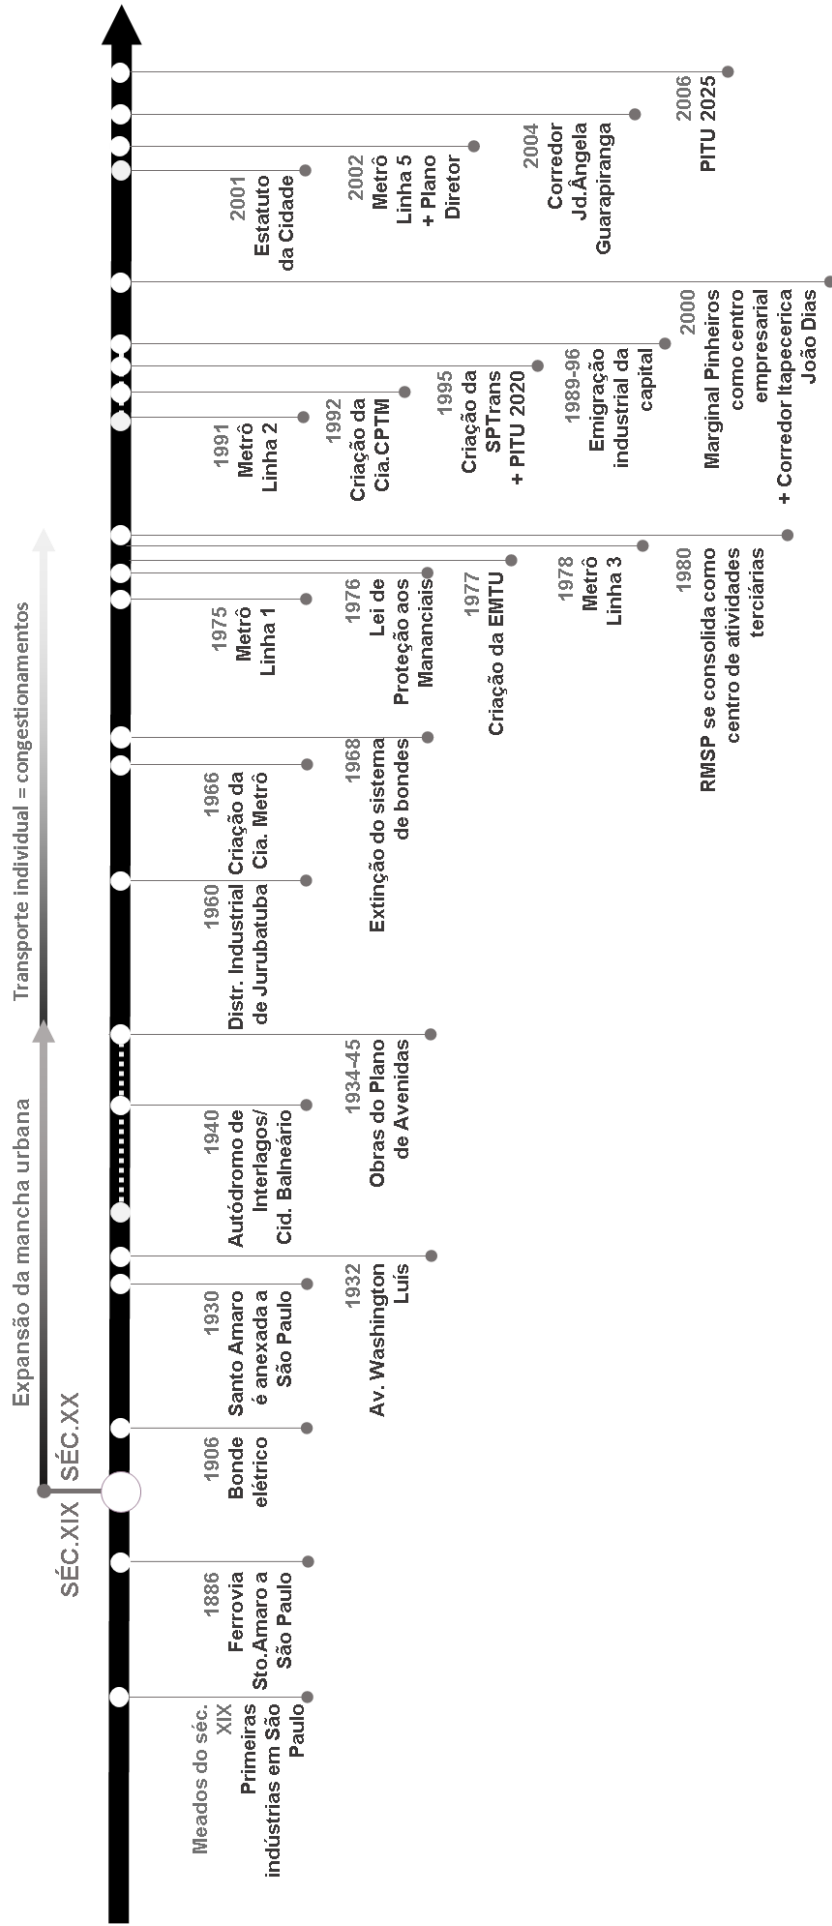 Expansão da mancha urbana
Transporte individual = congestionamentos
SÉC.XIX
SÉC.XX
Meados do séc.
XIX
Primeiras
indústrias em São
Paulo
1886
Ferrovia
Sto.Amaro a
São Paulo
1906
Bonde
elétrico
1930
Santo Amaro
é anexada a
São Paulo
1932
Av. Washington
Luís
1940
Autódromo de
Interlagos/
Cid. Balneário
1934-45
Obras do Plano
de Avenidas
1960
Distr. Industrial
de Jurubatuba
1966
Criação da
Cia. Metrô
1968
Extinção do sistema
de bondes
1975
Metrô
Linha 1
1976
Lei de
Proteção aos
Mananciais
1977
Criação da EMTU
1978
Metrô
Linha 3
1980
RMSP se consolida como
centro de atividades
terciárias
1991
Metrô
Linha 2
1992
Criação da
Cia.CPTM
1995
Criação da
SPTrans
+ PITU 2020
1989-96
Emigração
industrial da
capital
2000
Marginal Pinheiros
como centro
empresarial
+ Corredor Itapecerica
João Dias
2001
Estatuto
da Cidade
2002
Metrô
Linha 5
+ Plano
Diretor
2004
Corredor
Jd.Ângela
Guarapiranga
2006
PITU 2025